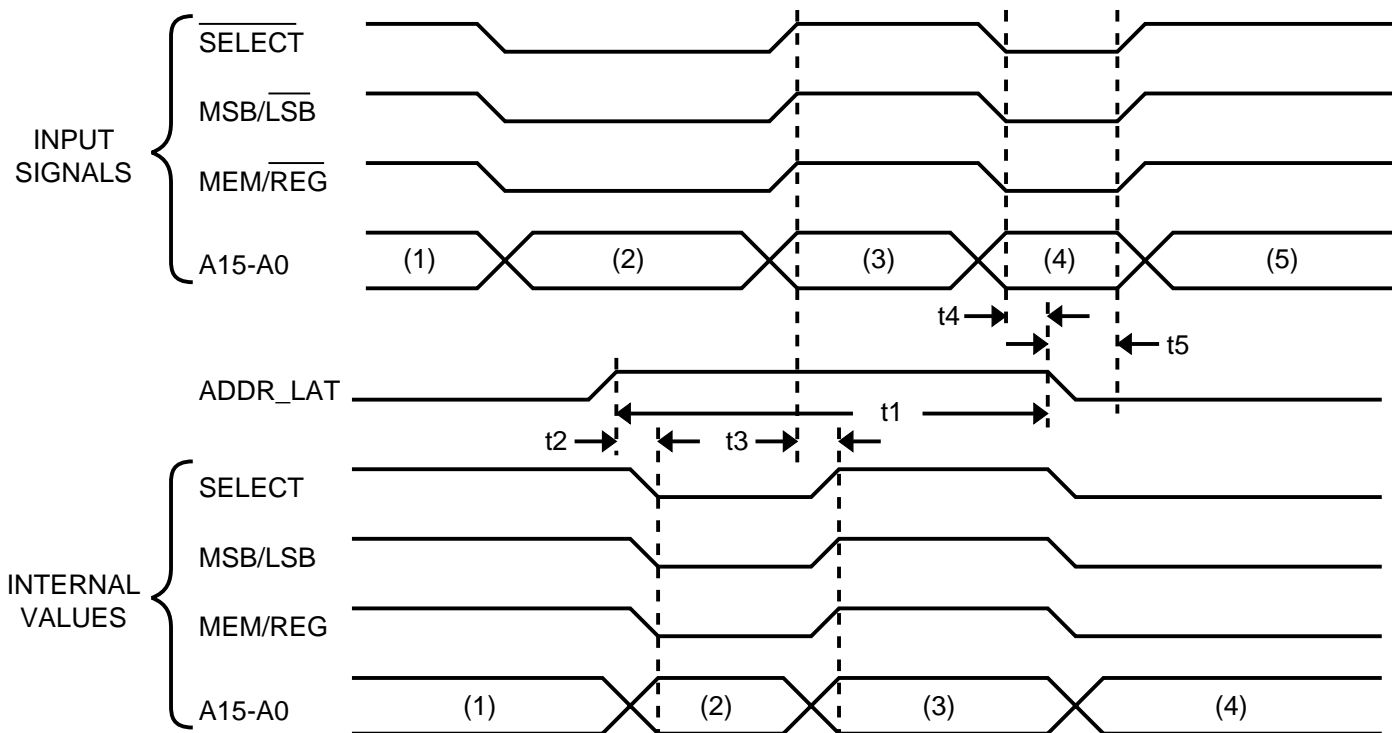 INPUT
SIGNALS
SELECT
MSB/LSB
MEM/REG
A15-A0
(1)
(2)
(3)
(4)
(5)
t4
t5
ADDR_LAT
t1
t2
t3
INTERNAL
VALUES
SELECT
MSB/LSB
MEM/REG
A15-A0
(1)
(2)
(3)
(4)